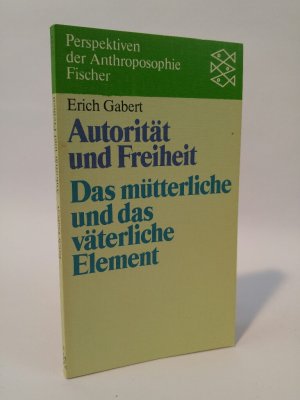 Perspektiven
der Anthroposophie
Fischer
Erich Gabert
Autorität
und Freiheit
Das mütterliche
und das
väterliche
Element